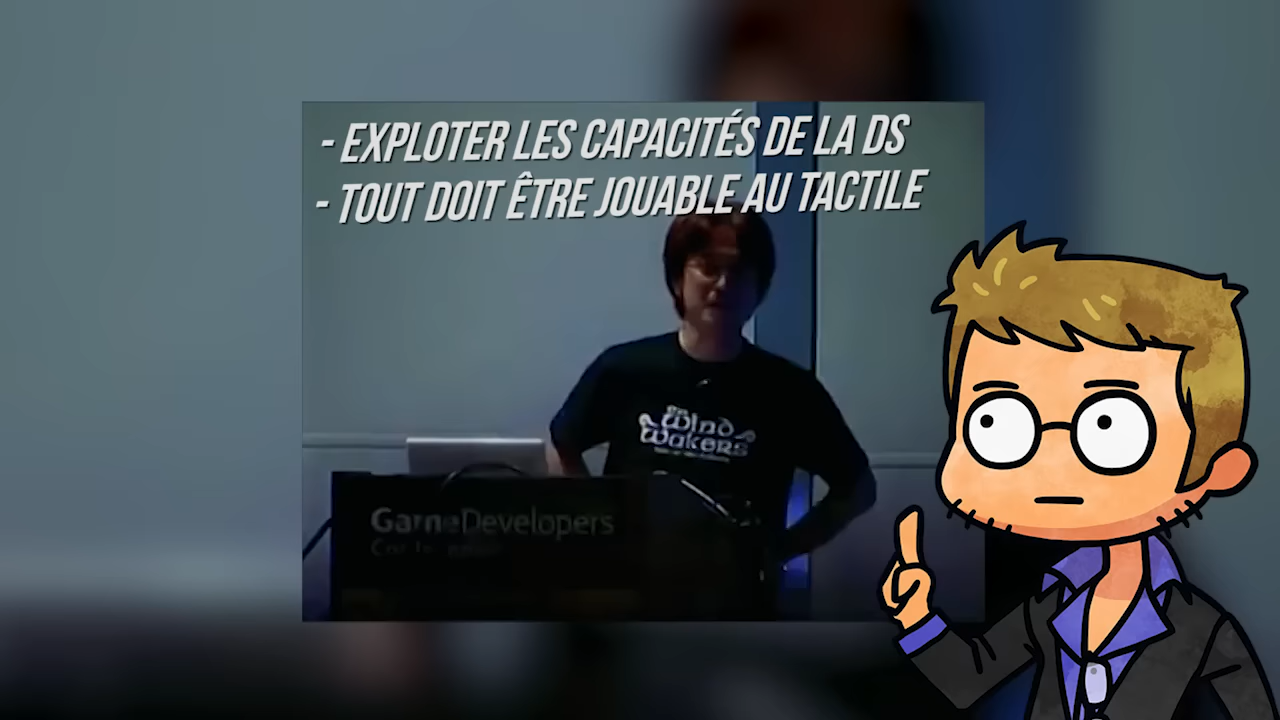 - EXPLOTER LES CAPACITÉS DE LA DS
- TOUT DOIT ÊTRE JOUABLE AU TACTILE
Wind
Wakers
GameDevelopers